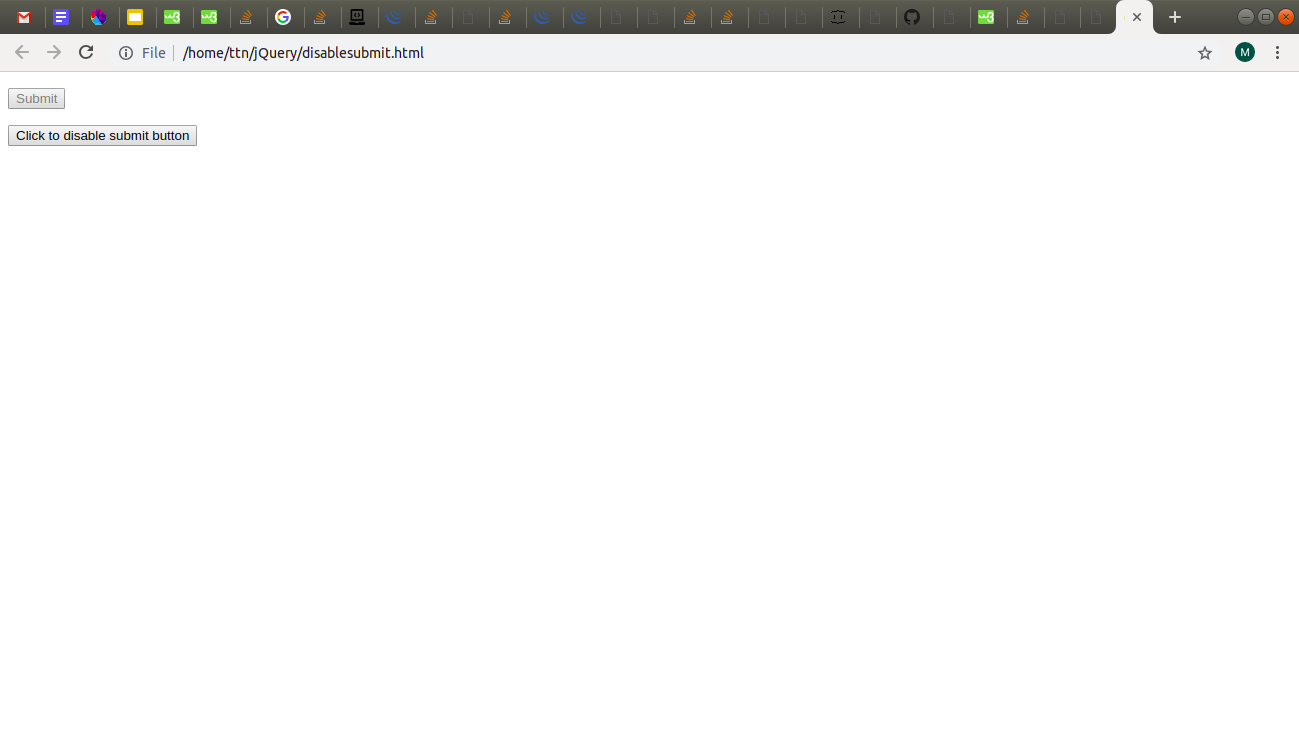 File /home/ttn/jQuery/disablesubmit.html M
Submit
Click to disable submit button